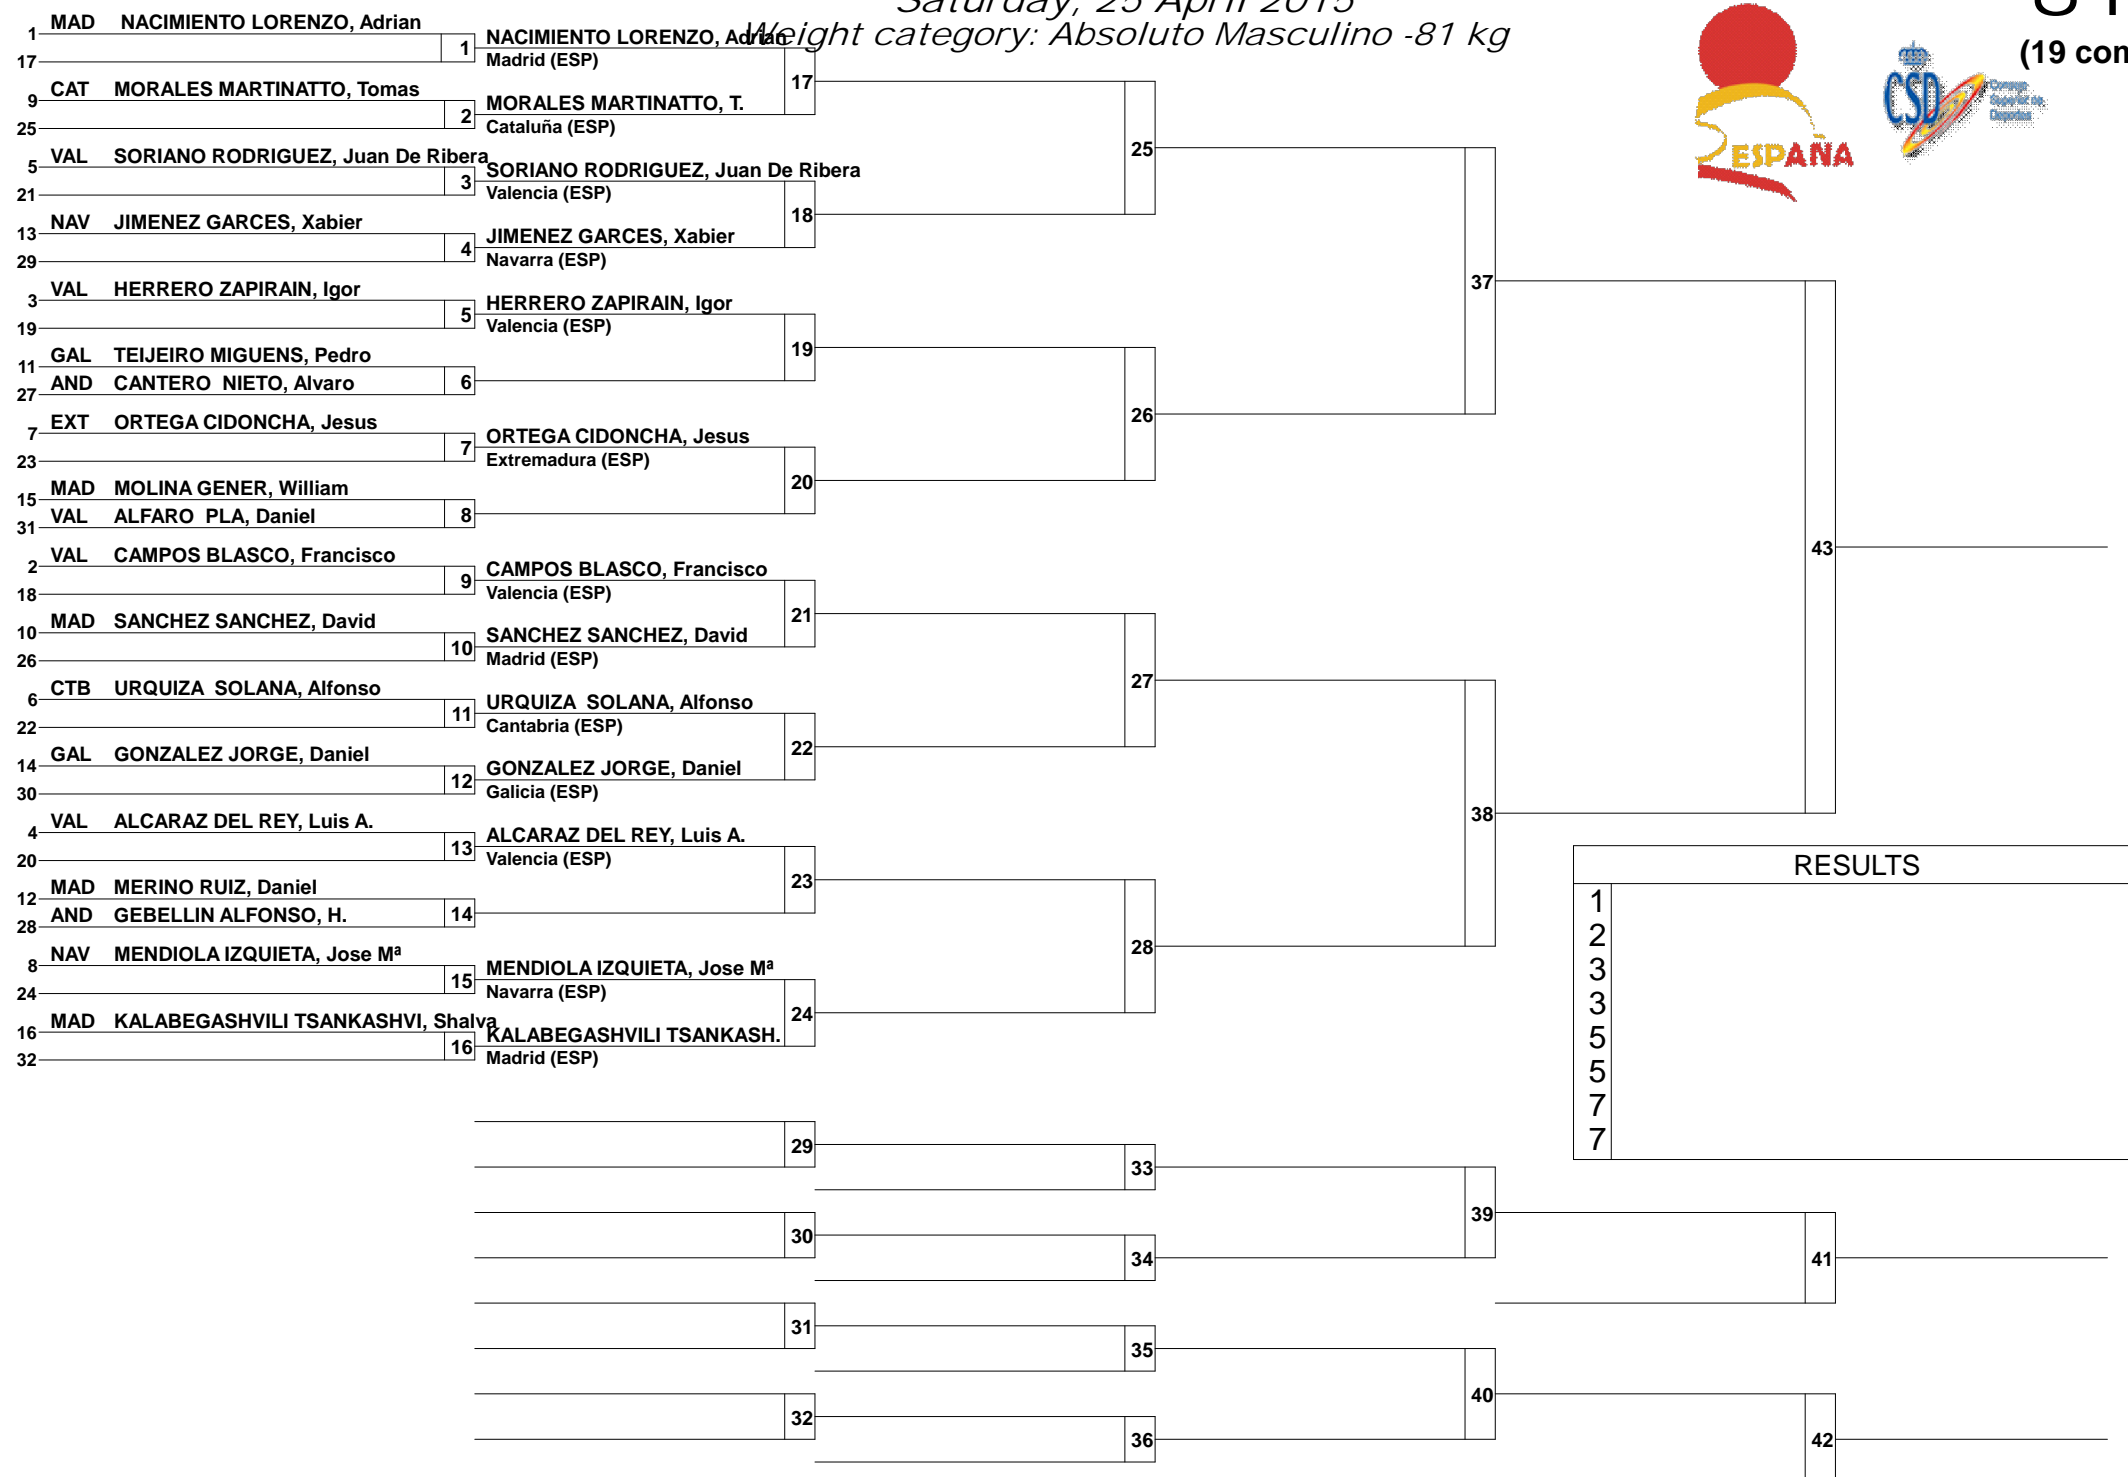 Saturday, 25 April 2015
Weight category: Absoluto Masculino -81 kg
(19 con
ESPAÑA
CSD
1 MAD NACIMIENTO LORENZO, Adrian
17
1 NACIMIENTO LORENZO, Adrian
Madrid (ESP)
9 CAT MORALES MARTINATTO, Tomas
25
2 MORALES MARTINATTO, T.
Cataluña (ESP)
17
5 VAL SORIANO RODRIGUEZ, Juan De Ribera
21
3 SORIANO RODRIGUEZ, Juan De Ribera
Valencia (ESP)
13 NAV JIMENEZ GARCES, Xabier
29
4 JIMENEZ GARCES, Xabier
Navarra (ESP)
18
25
3 VAL HERRERO ZAPIRAIN, Igor
19
5 HERRERO ZAPIRAIN, Igor
Valencia (ESP)
11 GAL TEIJEIRO MIGUENS, Pedro
27 AND CANTERO NIETO, Alvaro
6
19
7 EXT ORTEGA CIDONCHA, Jesus
23
7 ORTEGA CIDONCHA, Jesus
Extremadura (ESP)
15 MAD MOLINA GENER, William
31 VAL ALFARO PLA, Daniel
8
20
26
37
2 VAL CAMPOS BLASCO, Francisco
18
9 CAMPOS BLASCO, Francisco
Valencia (ESP)
10 MAD SANCHEZ SANCHEZ, David
26
10 SANCHEZ SANCHEZ, David
Madrid (ESP)
21
6 CTB URQUIZA SOLANA, Alfonso
22
11 URQUIZA SOLANA, Alfonso
Cantabria (ESP)
14 GAL GONZALEZ JORGE, Daniel
30
12 GONZALEZ JORGE, Daniel
Galicia (ESP)
22
27
4 VAL ALCARAZ DEL REY, Luis A.
20
13 ALCARAZ DEL REY, Luis A.
Valencia (ESP)
12 MAD MERINO RUIZ, Daniel
28 AND GEBELLIN ALFONSO, H.
14
23
8 NAV MENDIOLA IZQUIETA, Jose Mª
24
15 MENDIOLA IZQUIETA, Jose Mª
Navarra (ESP)
16 MAD KALABEGASHVILI TSANKASHVI, Shalva
32
16 KALABEGASHVILI TSANKASH.
Madrid (ESP)
24
28
38
43
RESULTS
1
2
3
3
5
5
7
7
29
33
30
34
39
41
31
35
32
36
40
42